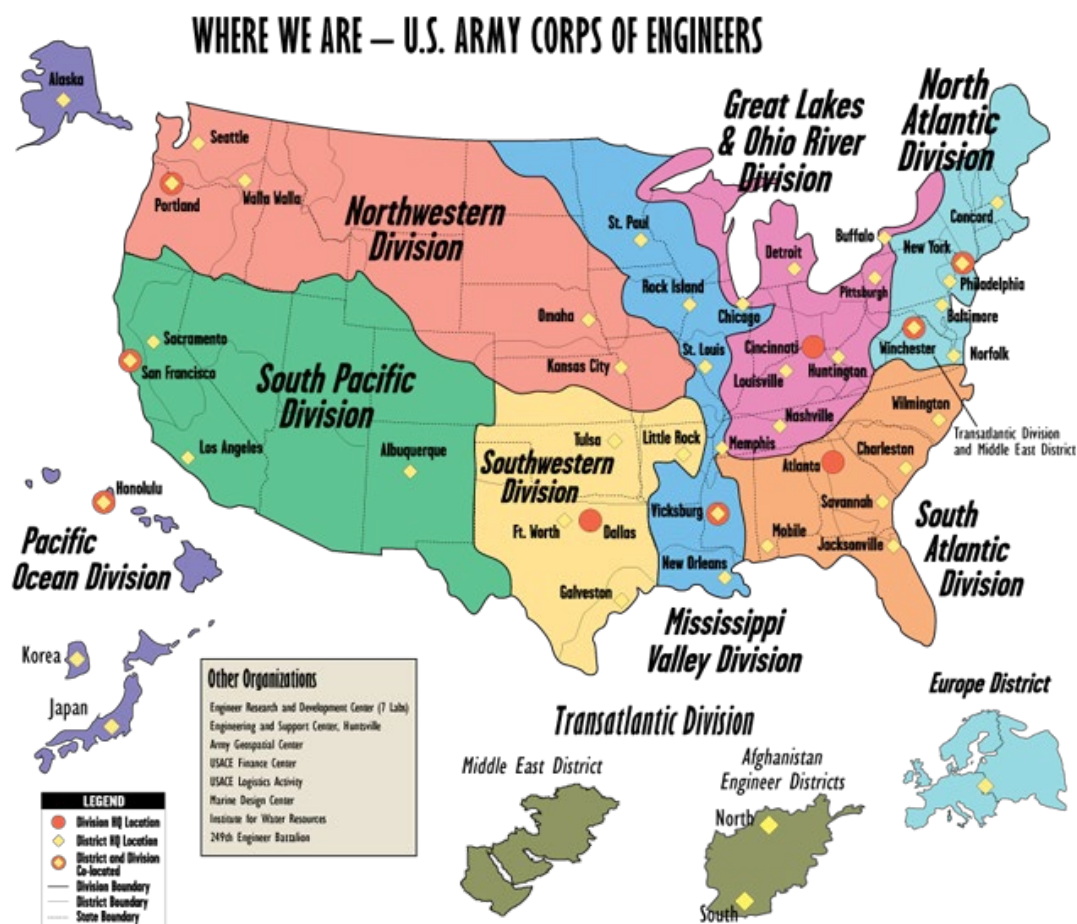 WHERE WE ARE – U.S. ARMY CORPS OF ENGINEERS
Alaska
Seattle
Portland
Walla Walla
Northwestern
Division
Omaha
Kansas City
St. Paul
Rock Island
Chicago
St. Louis
Great Lakes
& Ohio River
Division
Detroit
Buffalo
Pittsburgh
Cincinnati
Louisville
Huntington
Nashville
North
Atlantic
Division
Concord
New York
Philadelphia
Baltimore
Winchester
Norfolk
Transadantic Division
and Middle East District
Sacramento
San Francisco
South Pacific
Division
Los Angeles
Albuquerque
Tulsa
Little Rock
Memphis
Southwestern
Division
Ft. Worth
Dallas
Galveston
Vicksburg
New Orleans
Mississippi
Valley Division
Wilmington
Atlanta
Charleston
Savannah
Mobile
Jacksonville
South
Atlantic
Division
Hanolulu
Pacific
Ocean Division
Korea
Japan
Other Organizations
Engineer Research and Development Center (7 Labs)
Engineering and Support Center, Huntsville
Army Geospatial Center
USACE Finance Center
USACE Logistics Activity
Marine Design Center
Institute for Water Resources
249th Engineer Battalion
LEGEND
Division HQ Location
District HQ Location
District and Division
Co-located
Division Boundary
District Boundary
State Boundary
Transatlantic Division
Middle East District
Afghanistan
Engineer Districts
North
South
Europe District